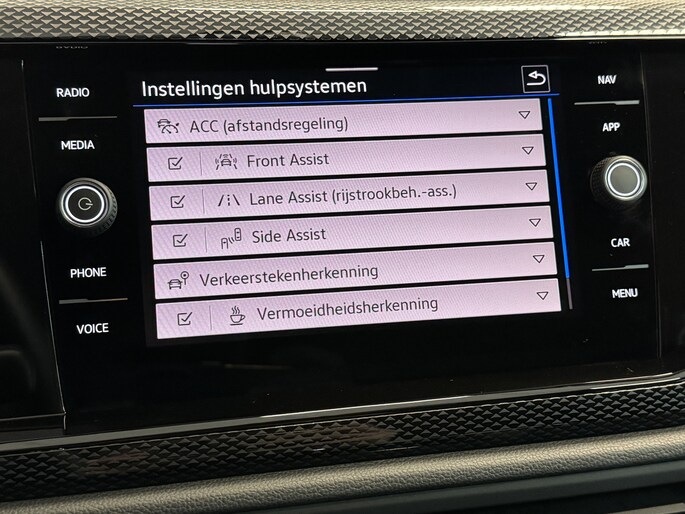 RADIO
MEDIA
PHONE
VOICE
Instellingen hulpsystemen
ACC (afstandsregeling)
Front Assist
Lane Assist (rijstrookbeh.-ass.)
Side Assist
Verkeerstekenherkenning
Vermoeidheidsherkenning
NAV
APP
CAR
MENU